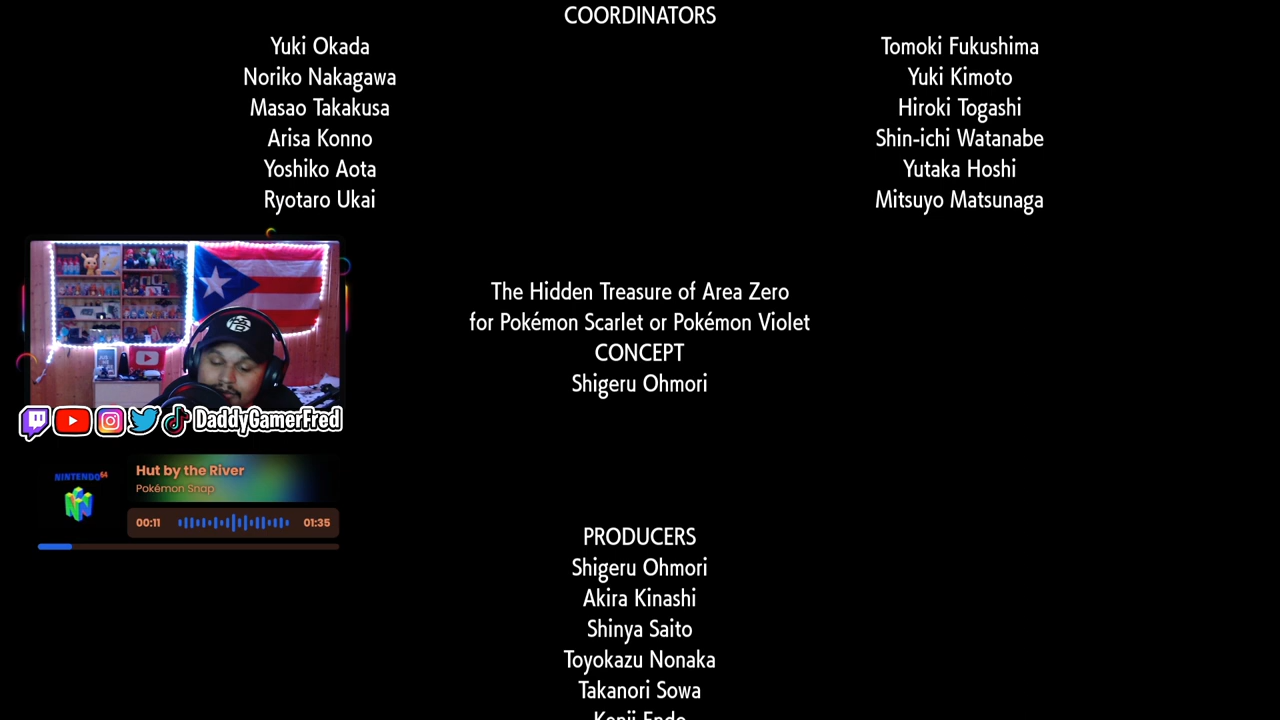 COORDINATORS
Yuki Okada
Noriko Nakagawa
Masao Takakusa
Arisa Konno
Yoshiko Aota
Ryotaro Ukai
Tomoki Fukushima
Yuki Kimoto
Hiroki Togashi
Shin-ichi Watanabe
Yutaka Hoshi
Mitsuyo Matsunaga
The Hidden Treasure of Area Zero
for Pokémon Scarlet or Pokémon Violet
CONCEPT
Shigeru Ohmori
DaddyGamerFred
NINTENDO64
Hut by the River
Pokémon Snap
00:11
01:35
PRODUCERS
Shigeru Ohmori
Akira Kinashi
Shinya Saito
Toyokazu Nonaka
Takanori Sowa
Kenji Endo